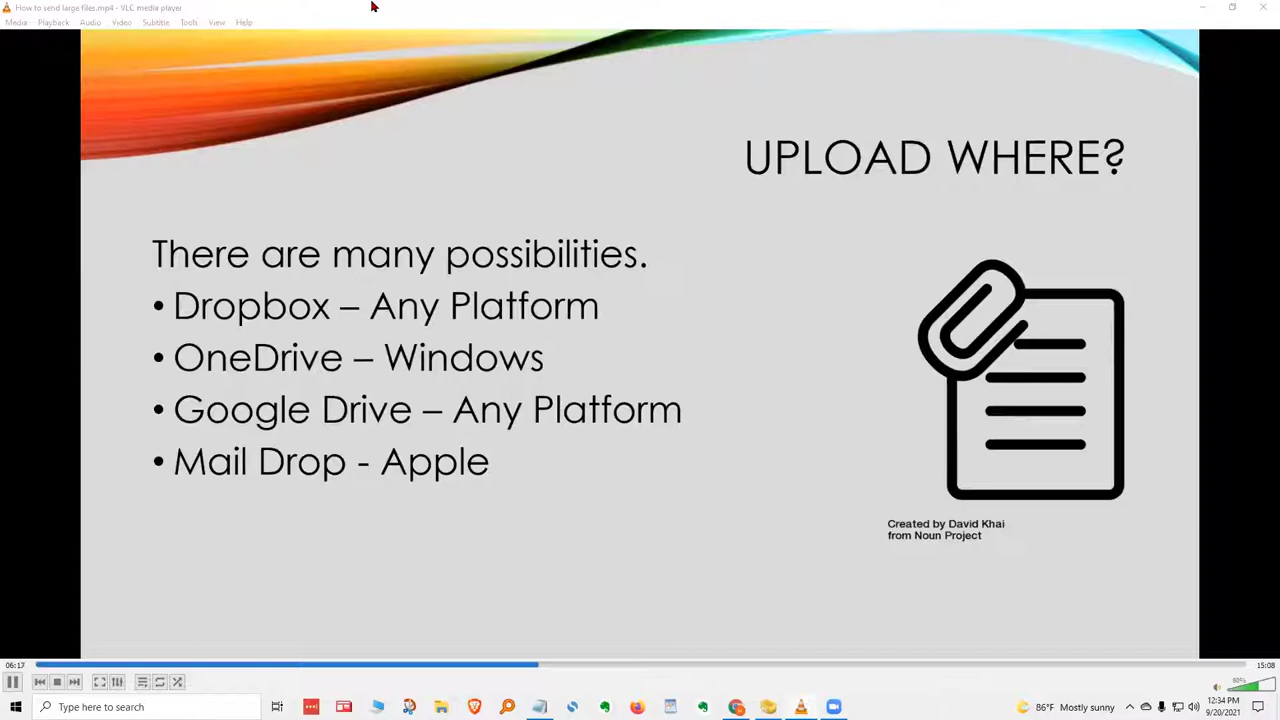 How to send large files.mp4 - VLC media player
Media Playback Audio Video Subtitle Tools View Help
UPLOAD WHERE?
There are many possibilities.
• Dropbox – Any Platform
• OneDrive – Windows
• Google Drive – Any Platform
• Mail Drop - Apple
Created by David Khai
from Noun Project
06:17
15:08
80%
Type here to search
86°F Mostly sunny
12:34 PM
9/20/2021